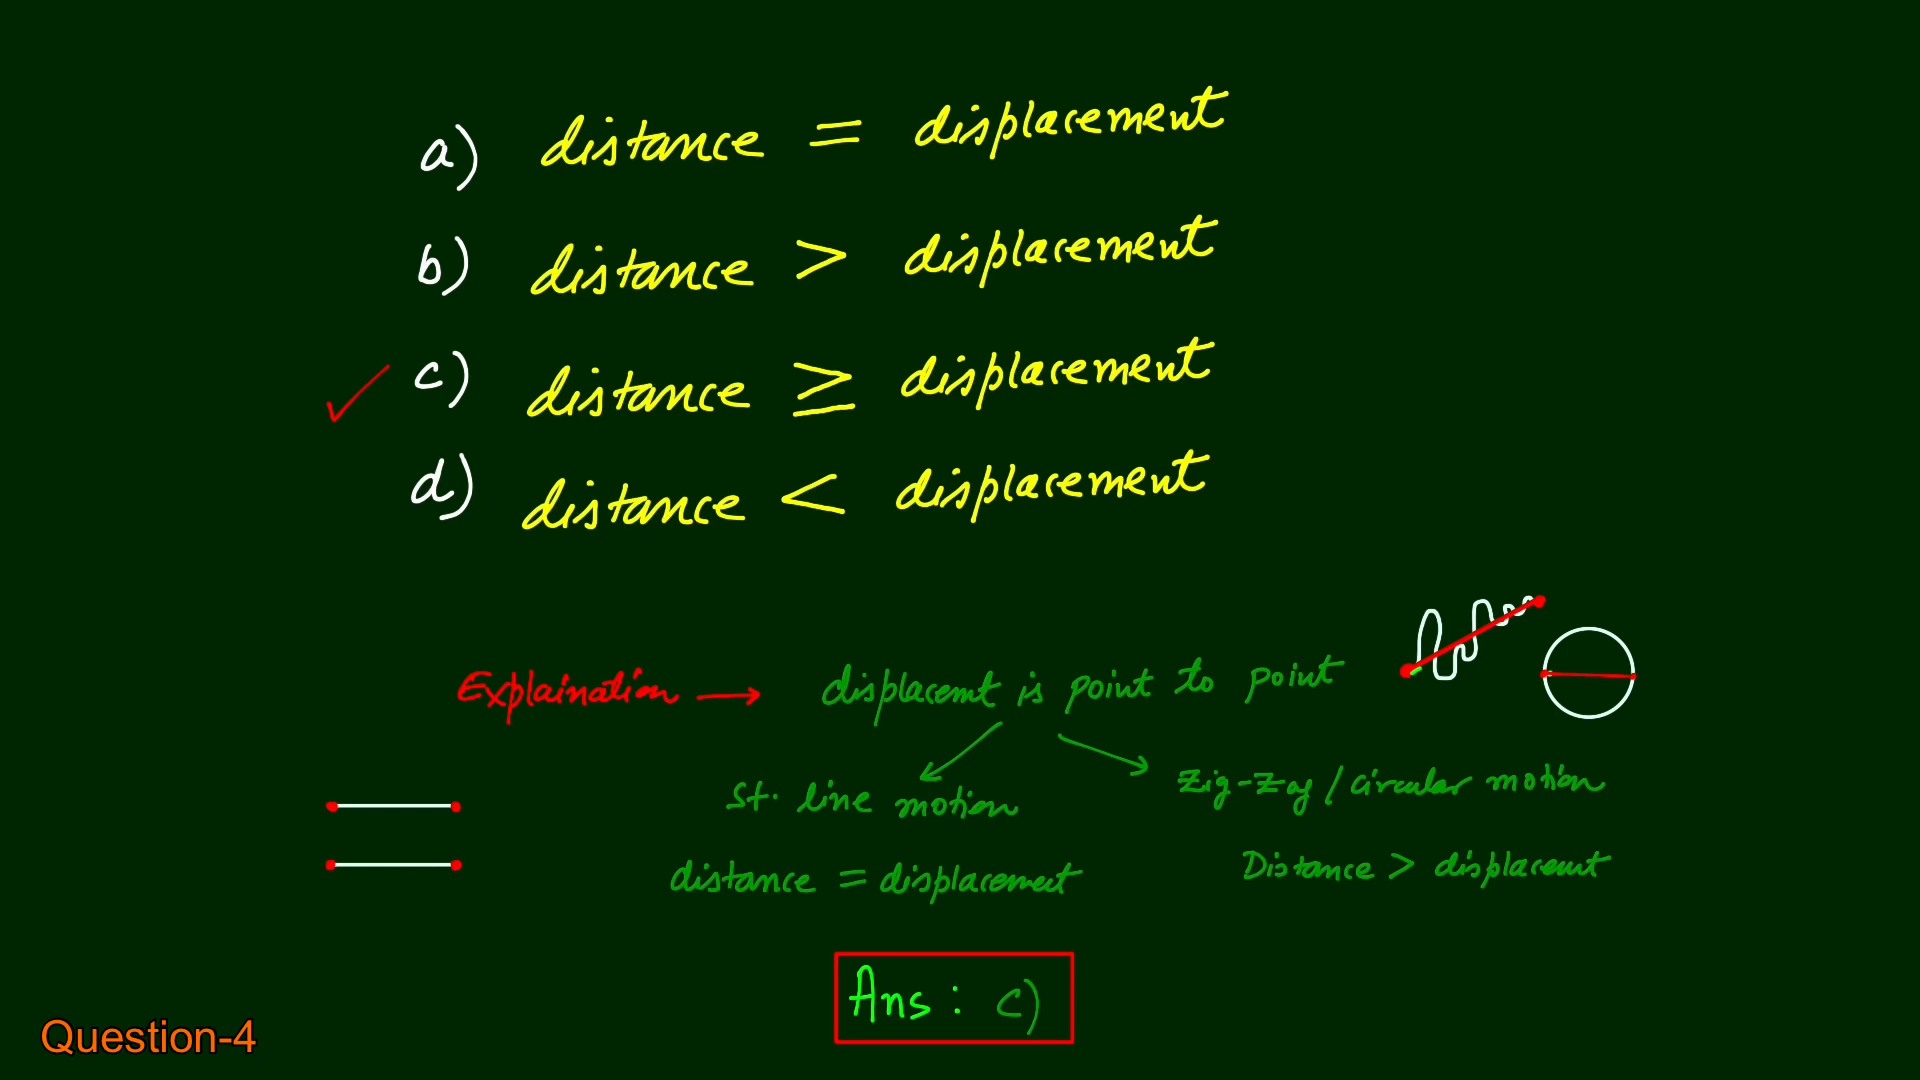 a) distance = displacement
b) distance > displacement
✓ c) distance ≥ displacement
d) distance < displacement
Explaination → displacemt is point to point
St. line motion
Zig-Zag / circular motion
distance = displacement
Distance > displacemt
Ans : c)
Question-4